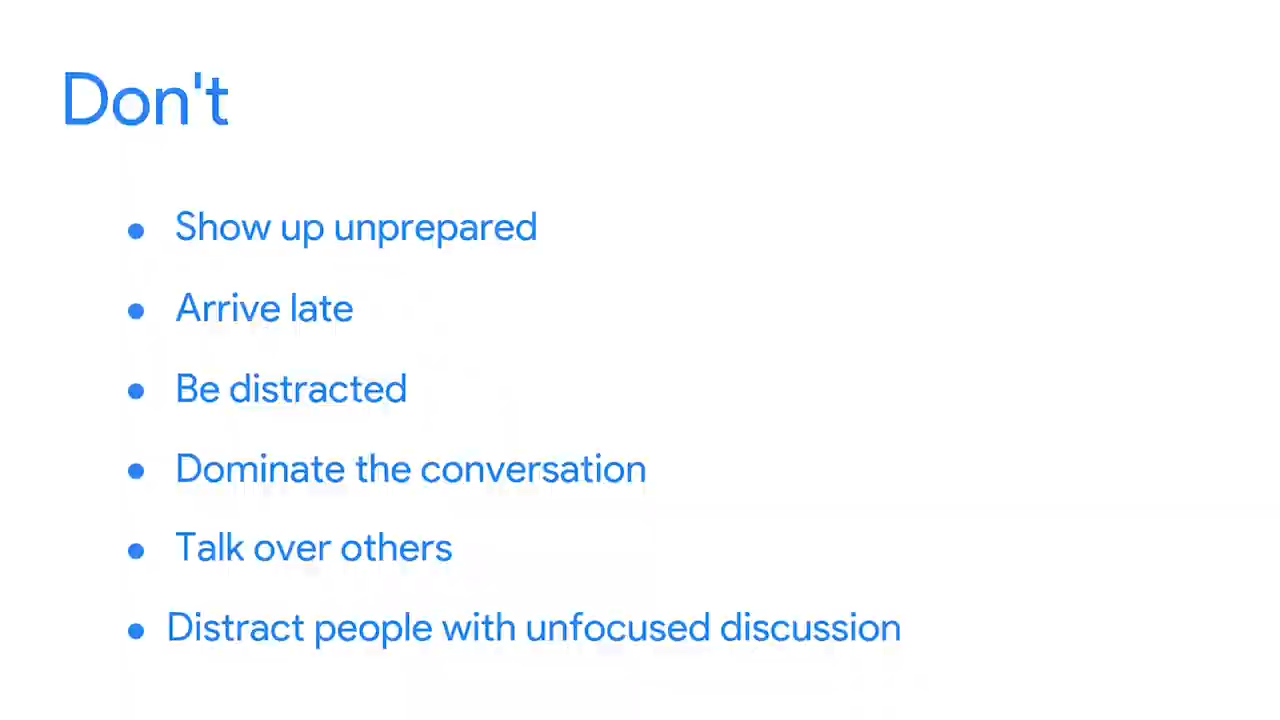 Don't
● Show up unprepared
● Arrive late
● Be distracted
● Dominate the conversation
● Talk over others
● Distract people with unfocused discussion